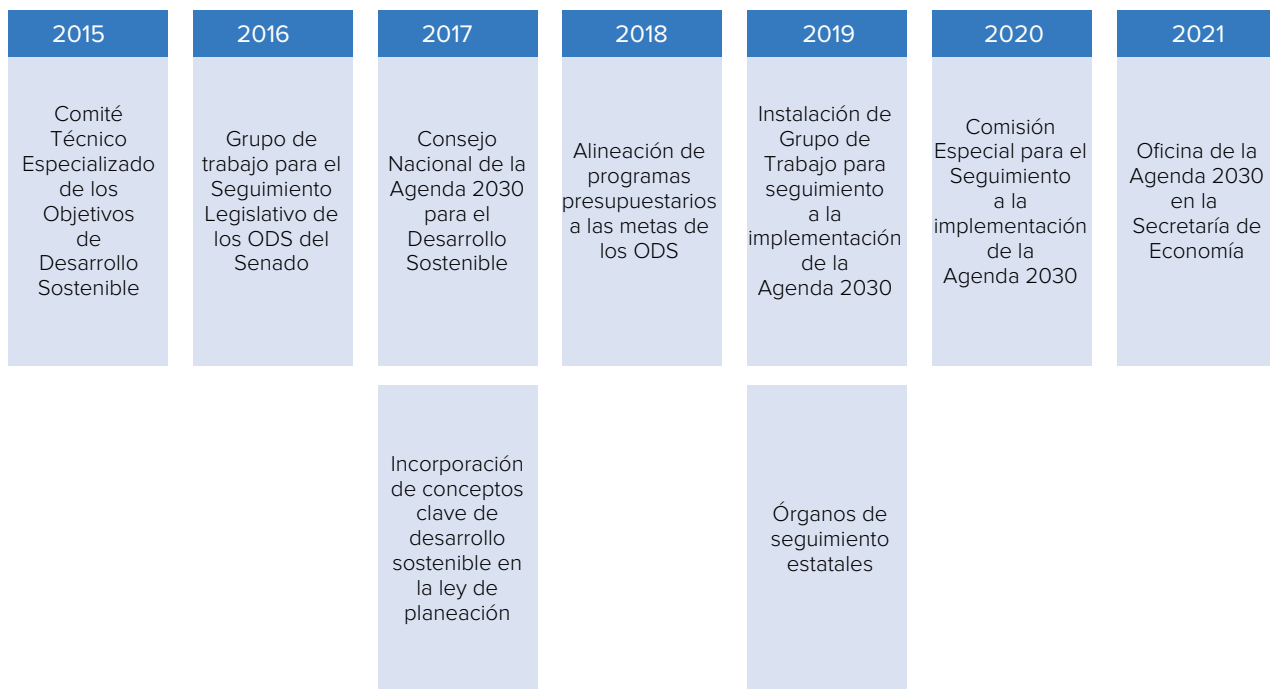 2015
Comité
Técnico
Especializado
de los
Objetivos
de
Desarrollo
Sostenible
2016
Grupo de
trabajo para el
Seguimiento
Legislativo de
los ODS del
Senado
2017
Consejo
Nacional de la
Agenda 2030
para el
Desarrollo
Sostenible
Incorporación
de conceptos
clave de
desarrollo
sostenible en
la ley de
planeación
2018
Alineación de
programas
presupuestarios
a las metas de
los ODS
2019
Instalación de
Grupo de
Trabajo para
seguimiento
a la
implementación
de la
Agenda 2030
Órganos de
seguimiento
estatales
2020
Comisión
Especial para el
Seguimiento
a la
implementación
de la
Agenda 2030
2021
Oficina de la
Agenda 2030
en la
Secretaría de
Economía